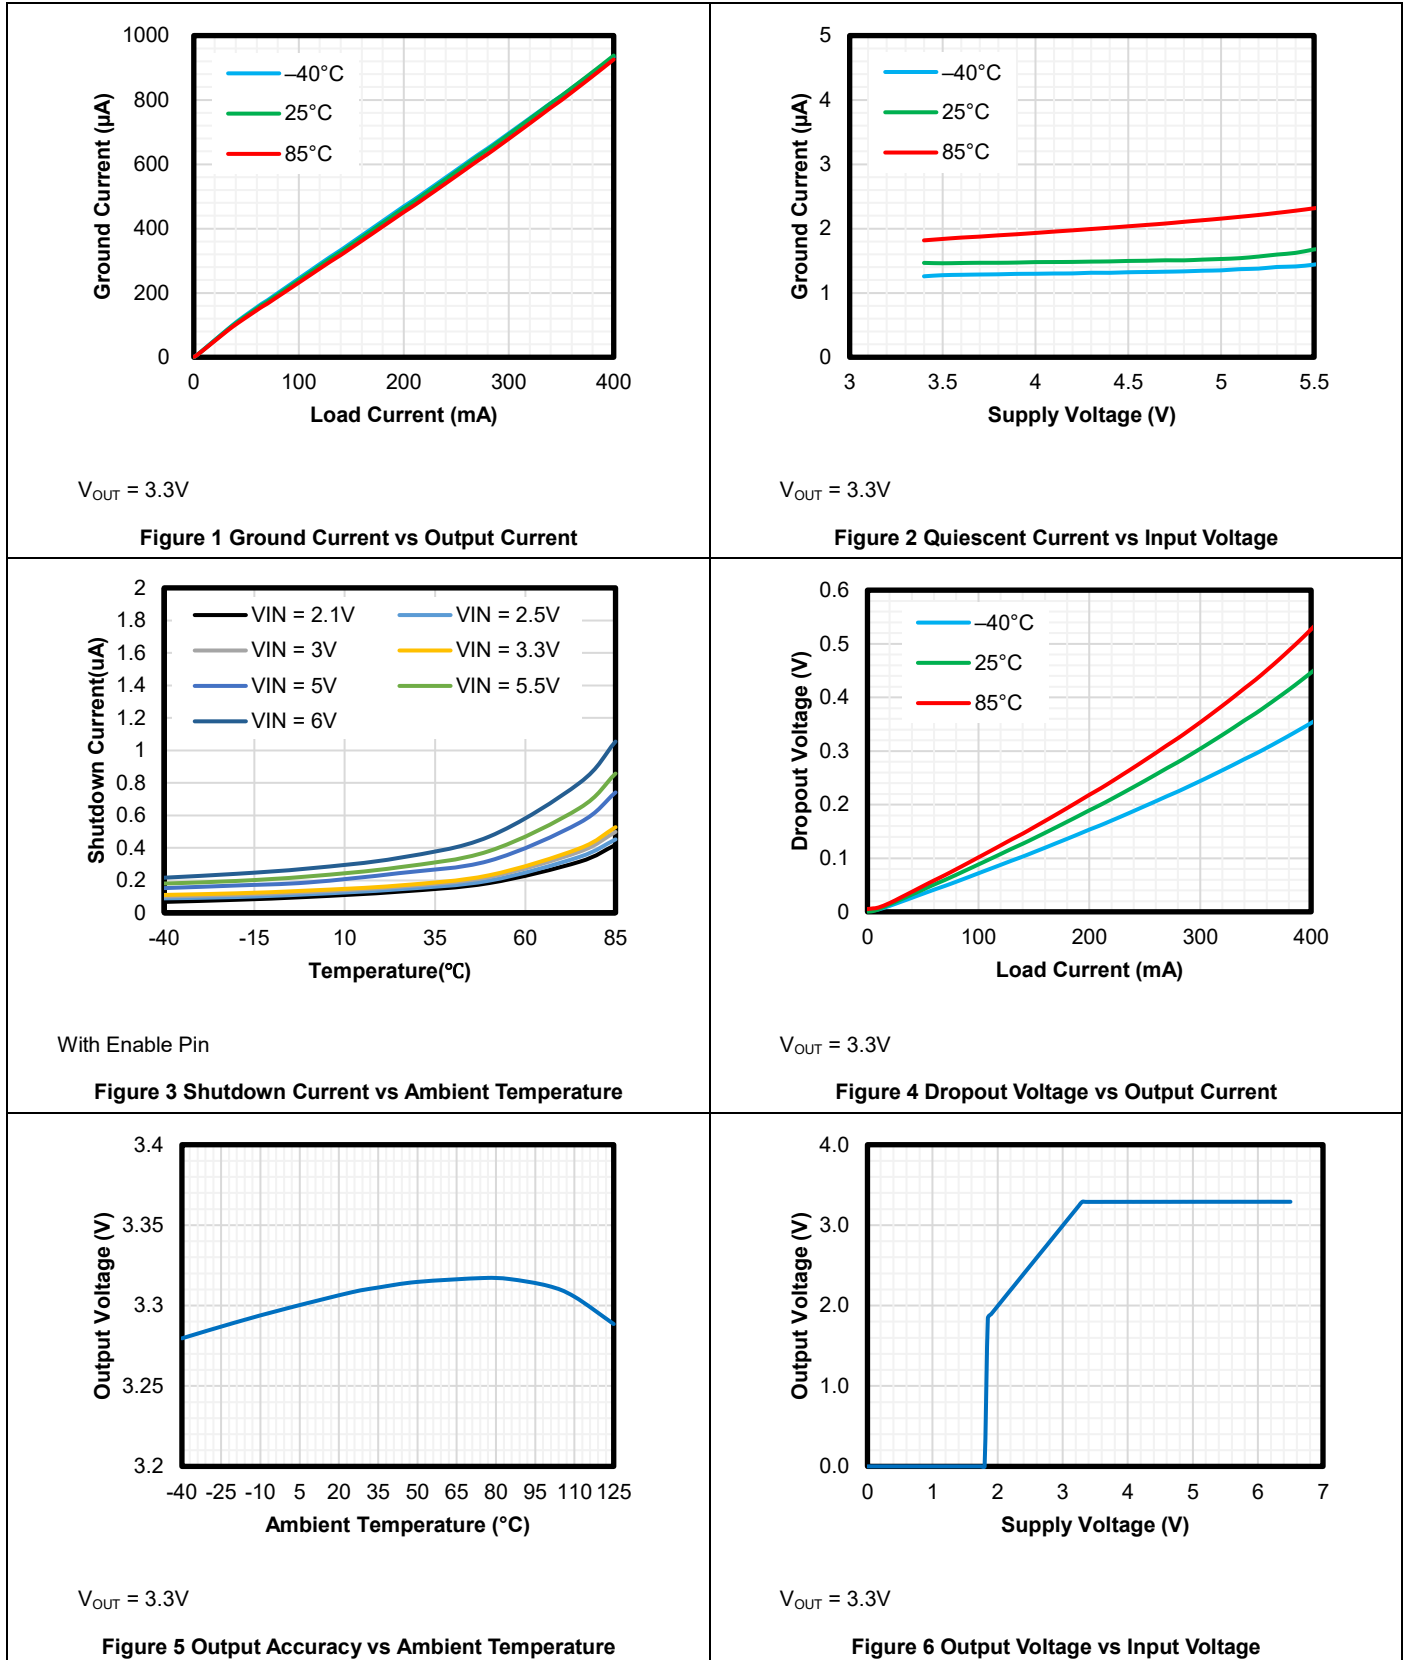 1000
800
600
400
200
0
Ground Current (µA)
–40°C
25°C
85°C
0 100 200 300 400
Load Current (mA)
V_OUT = 3.3V
Figure 1 Ground Current vs Output Current
5
4
3
2
1
0
Ground Current (µA)
–40°C
25°C
85°C
3 3.5 4 4.5 5 5.5
Supply Voltage (V)
V_OUT = 3.3V
Figure 2 Quiescent Current vs Input Voltage
2
1.8
1.6
1.4
1.2
1
0.8
0.6
0.4
0.2
0
Shutdown Current(uA)
VIN = 2.1V VIN = 2.5V
VIN = 3V VIN = 3.3V
VIN = 5V VIN = 5.5V
VIN = 6V
-40 -15 10 35 60 85
Temperature(℃)
With Enable Pin
Figure 3 Shutdown Current vs Ambient Temperature
0.6
0.5
0.4
0.3
0.2
0.1
0
Dropout Voltage (V)
–40°C
25°C
85°C
0 100 200 300 400
Load Current (mA)
V_OUT = 3.3V
Figure 4 Dropout Voltage vs Output Current
3.4
3.35
3.3
3.25
3.2
Output Voltage (V)
-40 -25 -10 5 20 35 50 65 80 95 110 125
Ambient Temperature (°C)
V_OUT = 3.3V
Figure 5 Output Accuracy vs Ambient Temperature
4.0
3.0
2.0
1.0
0.0
Output Voltage (V)
0 1 2 3 4 5 6 7
Supply Voltage (V)
V_OUT = 3.3V
Figure 6 Output Voltage vs Input Voltage